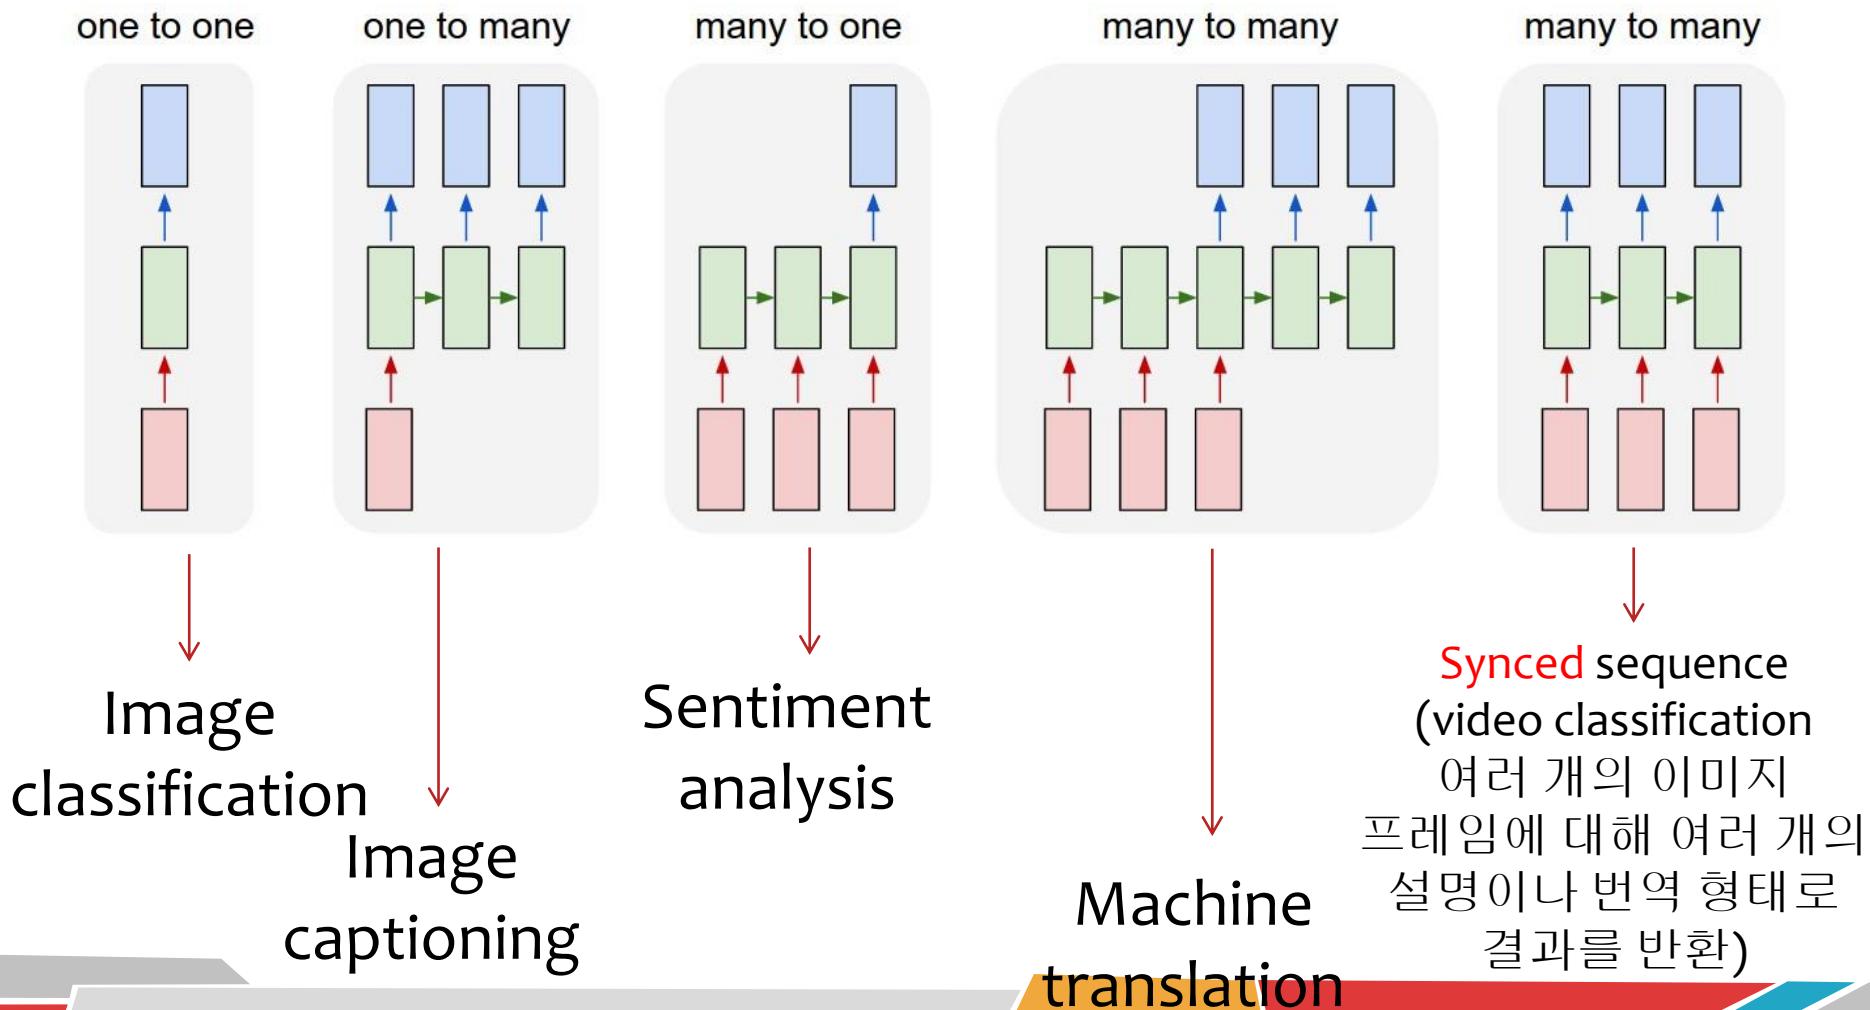 one to one
one to many
many to one
many to many
many to many
Image
classification
Image
captioning
Sentiment
analysis
Machine
translation
Synced sequence
(video classification
여러 개의 이미지
프레임에 대해 여러 개의
설명이나 번역 형태로
결과를 반환)